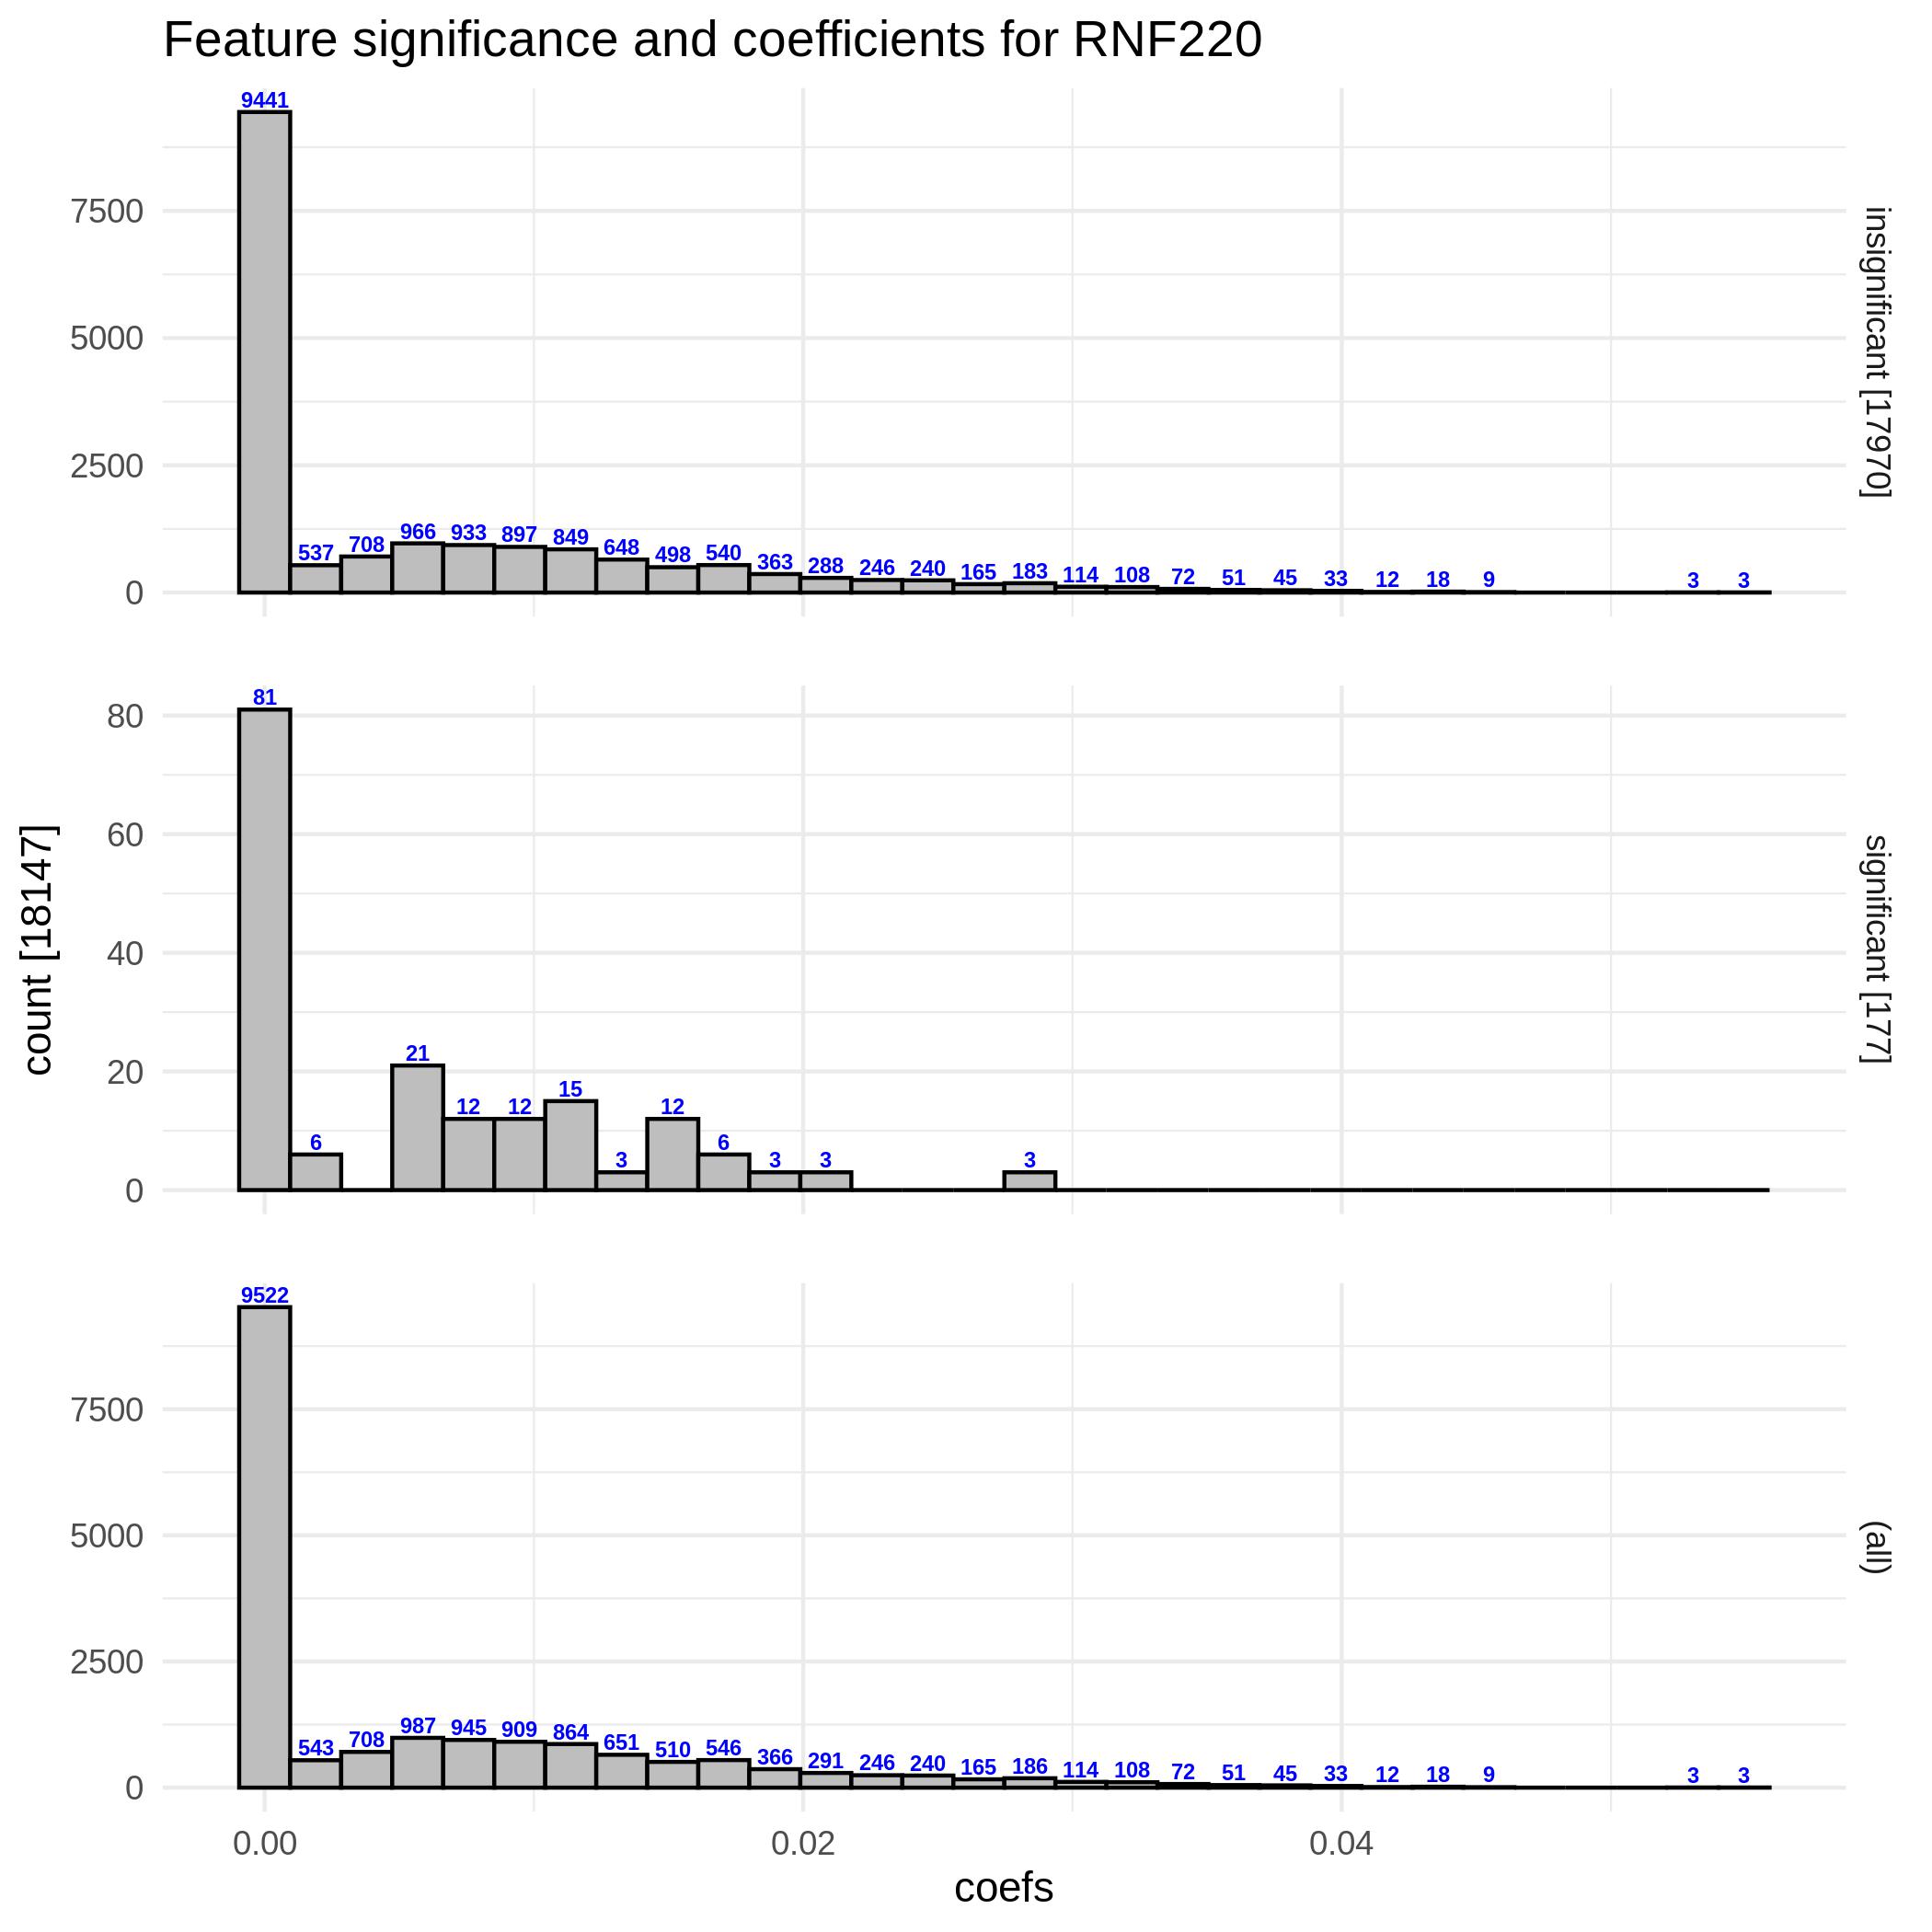 Feature significance and coefficients for RNF220
9441
7500
5000
2500
0
537 708 966 933 897 849 648 498 540 363 288 246 240 165 183 114 108 72 51 45 33 12 18 9 3 3
insignificant [17970]
81
80
60
40
20
0
6 21 12 12 15 3 12 6 3 3 3
significant [177]
count [18147]
9522
7500
5000
2500
0
543 708 987 945 909 864 651 510 546 366 291 246 240 165 186 114 108 72 51 45 33 12 18 9 3 3
(all)
0.00 0.02 0.04
coefs